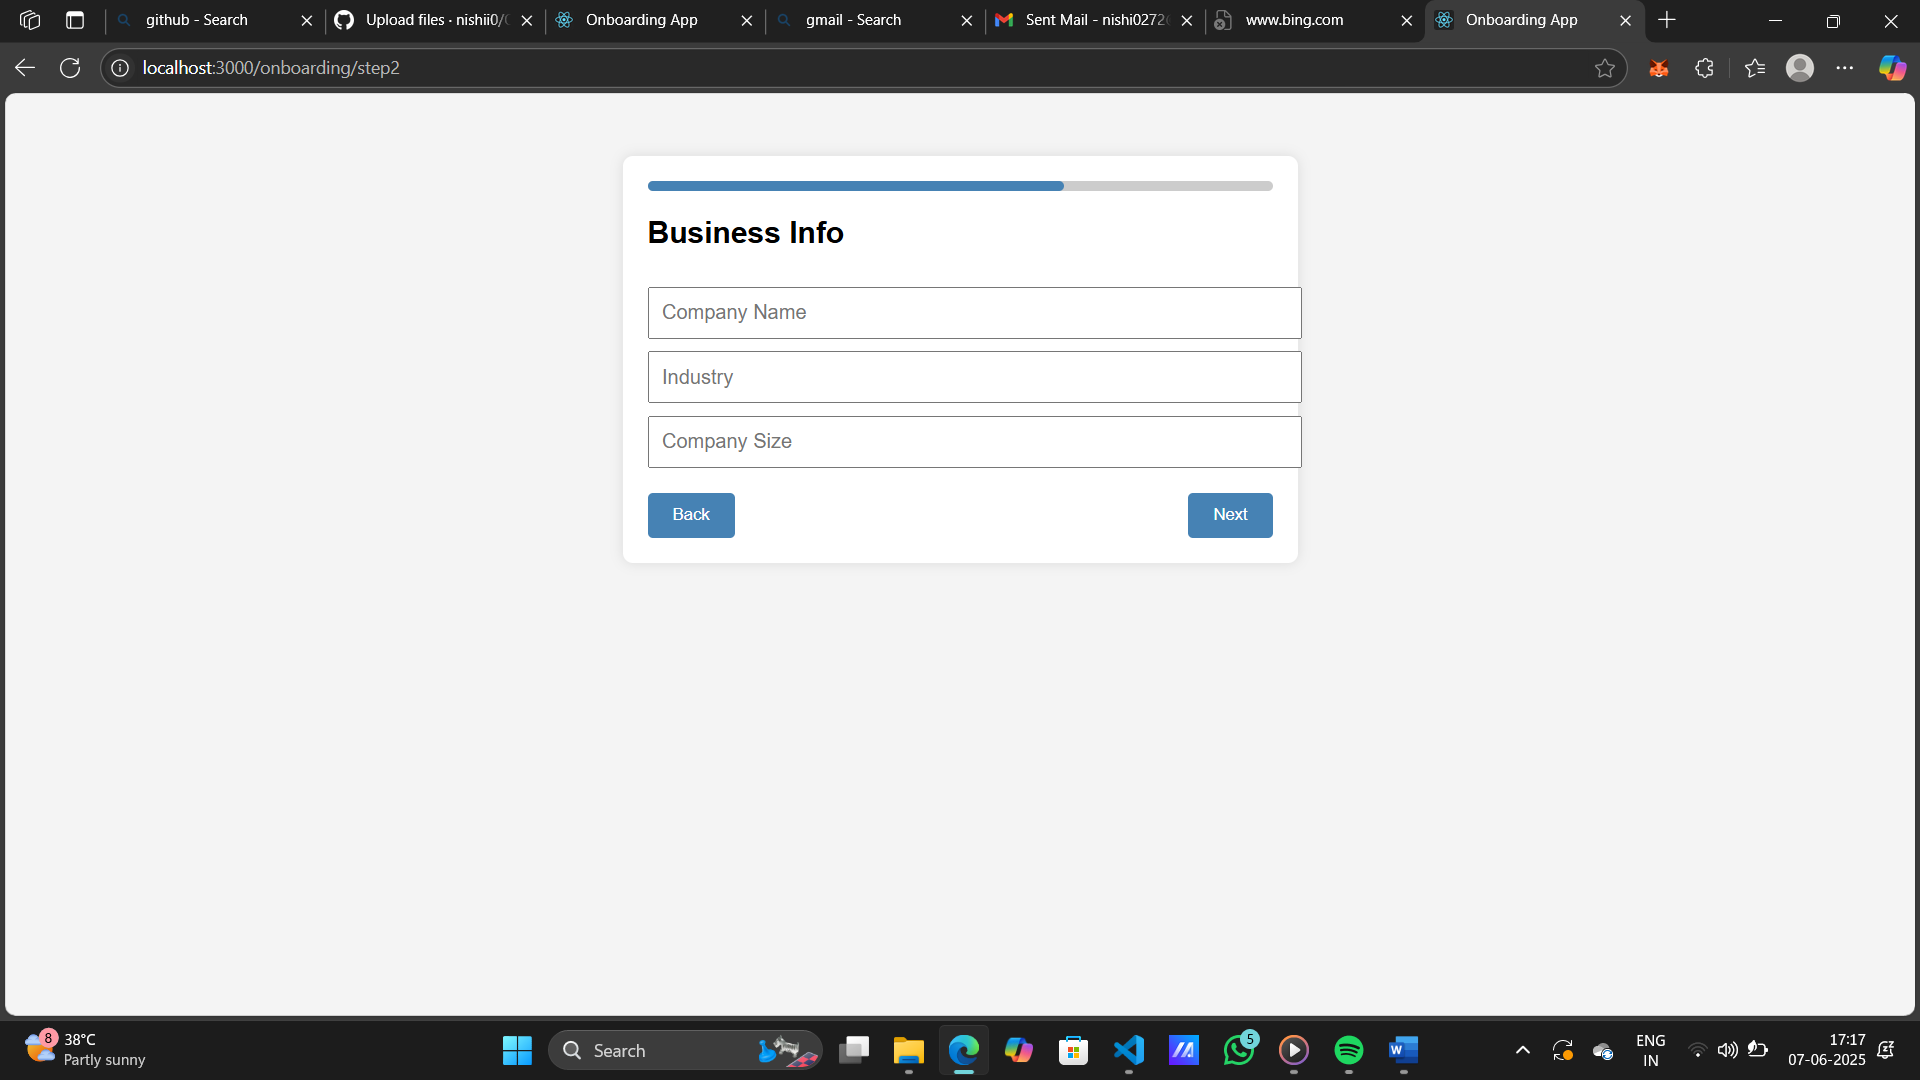 github - Search
Upload files · nishii0/
Onboarding App
gmail - Search
Sent Mail - nishi0272
www.bing.com
Onboarding App
localhost:3000/onboarding/step2
Business Info
Company Name
Industry
Company Size
Back
Next
8
38°C
Partly sunny
Search
5
W
ENG
IN
17:17
07-06-2025